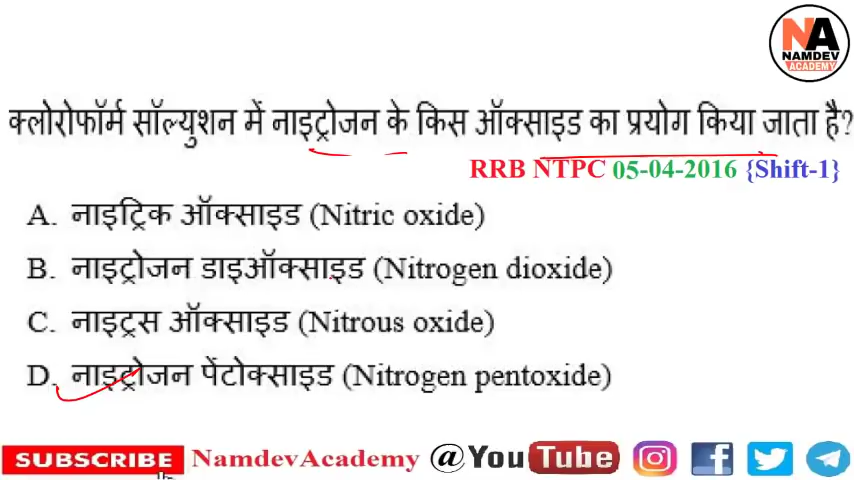 NA
NAMDEV
ACADEMY
क्लोरोफॉर्म सॉल्युशन में नाइट्रोजन के किस ऑक्साइड का प्रयोग किया जाता है?
RRB NTPC 05-04-2016 {Shift-1}
A. नाइट्रिक ऑक्साइड (Nitric oxide)
B. नाइट्रोजन डाइऑक्साइड (Nitrogen dioxide)
C. नाइट्रस ऑक्साइड (Nitrous oxide)
D. नाइट्रोजन पेंटोक्साइड (Nitrogen pentoxide)
SUBSCRIBE NamdevAcademy @YouTube